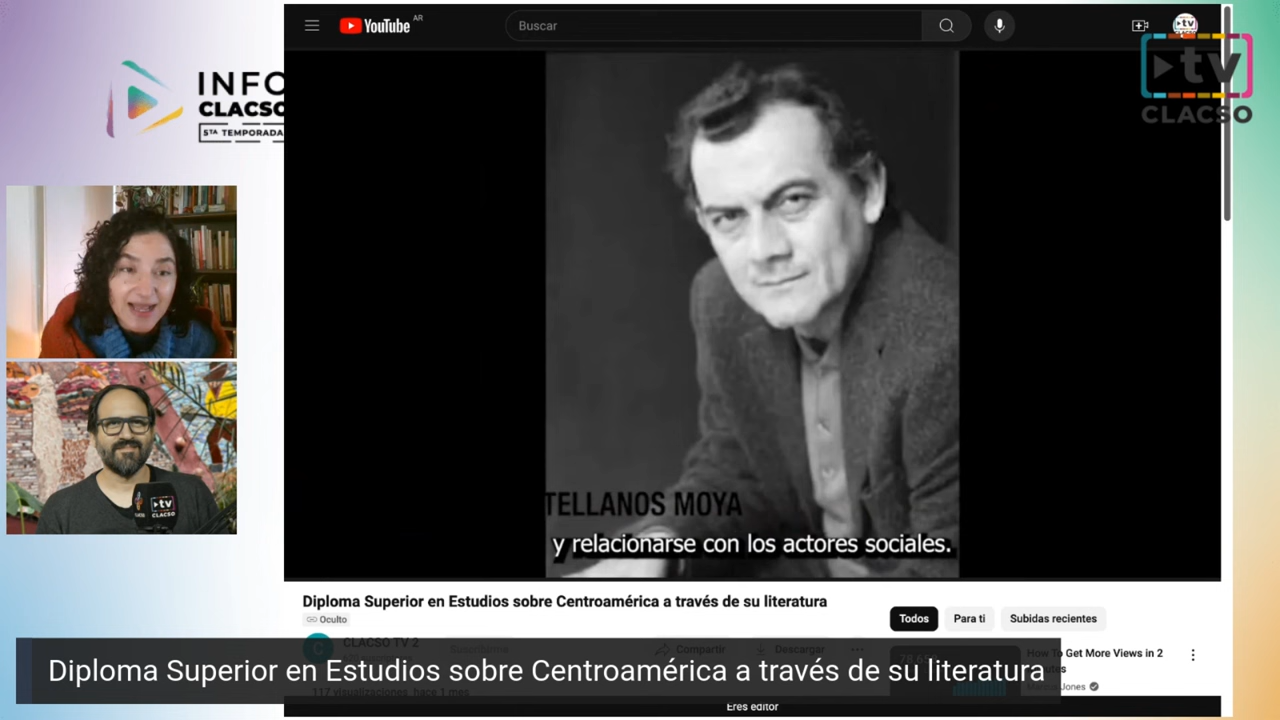 YouTube AR
Buscar
tv
CLACSO
INFO
CLACSO
5TA TEMPORADA
tv
CLACSO
TELLANOS MOYA
y relacionarse con los actores sociales.
Diploma Superior en Estudios sobre Centroamérica a través de su literatura
Oculto
Todos
Para ti
Subidas recientes
C
CLACSO TV 2
Suscribirme
Compartir
Descargar
How To Get More Views in 2
Jones
Diploma Superior en Estudios sobre Centroamérica a través de su literatura
117 visualizaciones hace 1 mes
Eres editor